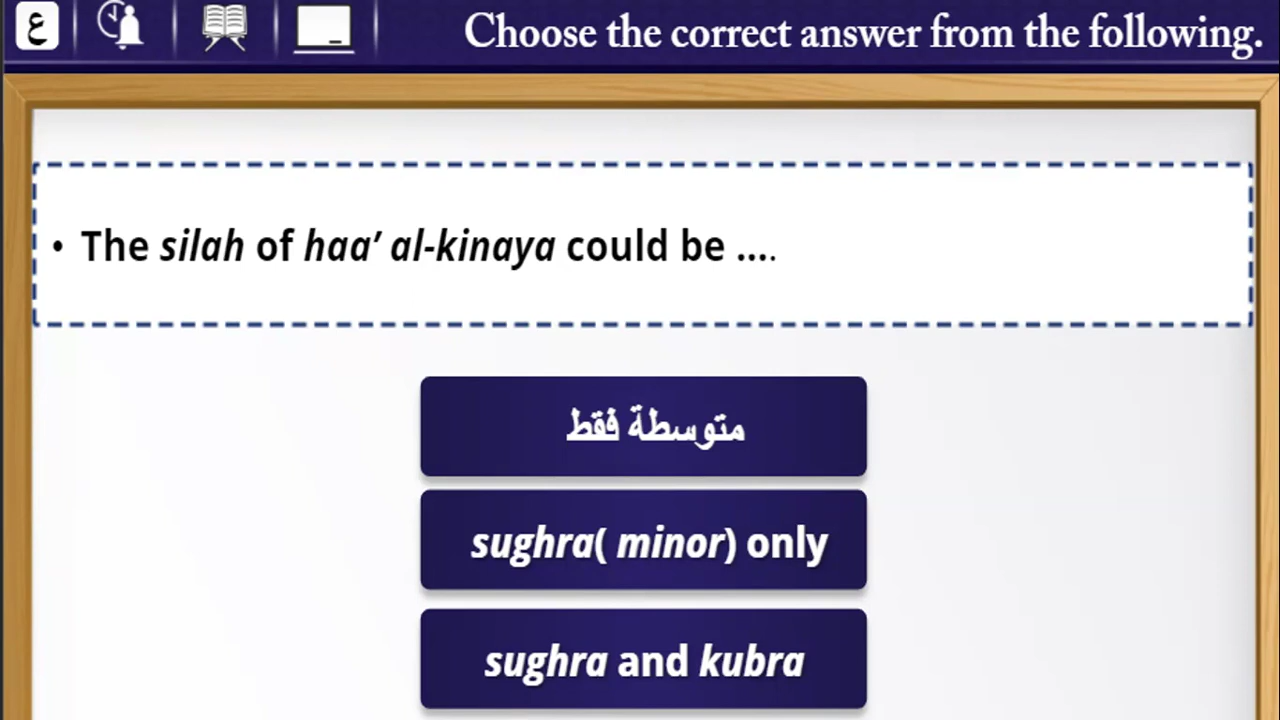 ع
Choose the correct answer from the following.
• The silah of haa’ al-kinaya could be ….
متوسطة فقط
sughra( minor) only
sughra and kubra